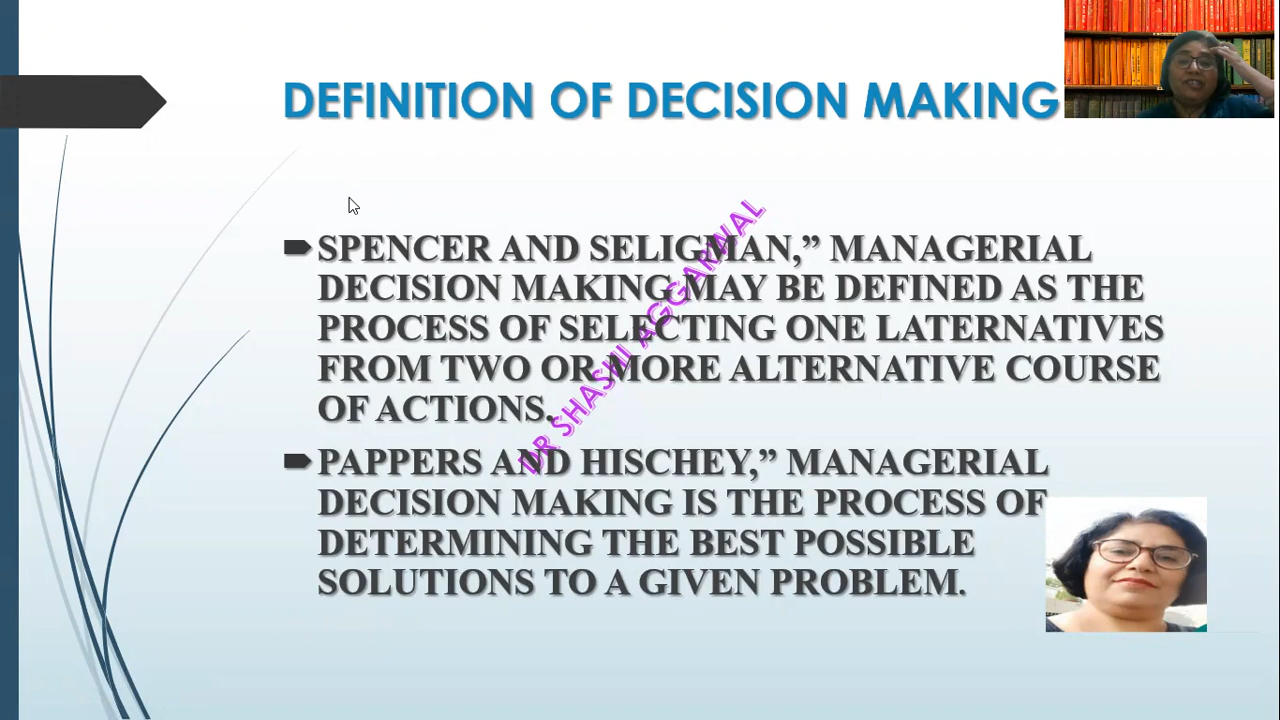 DEFINITION OF DECISION MAKING
SPENCER AND SELIGMAN,” MANAGERIAL
DECISION MAKING MAY BE DEFINED AS THE
PROCESS OF SELECTING ONE LATERNATIVES
FROM TWO OR MORE ALTERNATIVE COURSE
OF ACTIONS.
PAPPERS AND HISCHEY,” MANAGERIAL
DECISION MAKING IS THE PROCESS OF
DETERMINING THE BEST POSSIBLE
SOLUTIONS TO A GIVEN PROBLEM.
DR SHASHI AGGARWAL